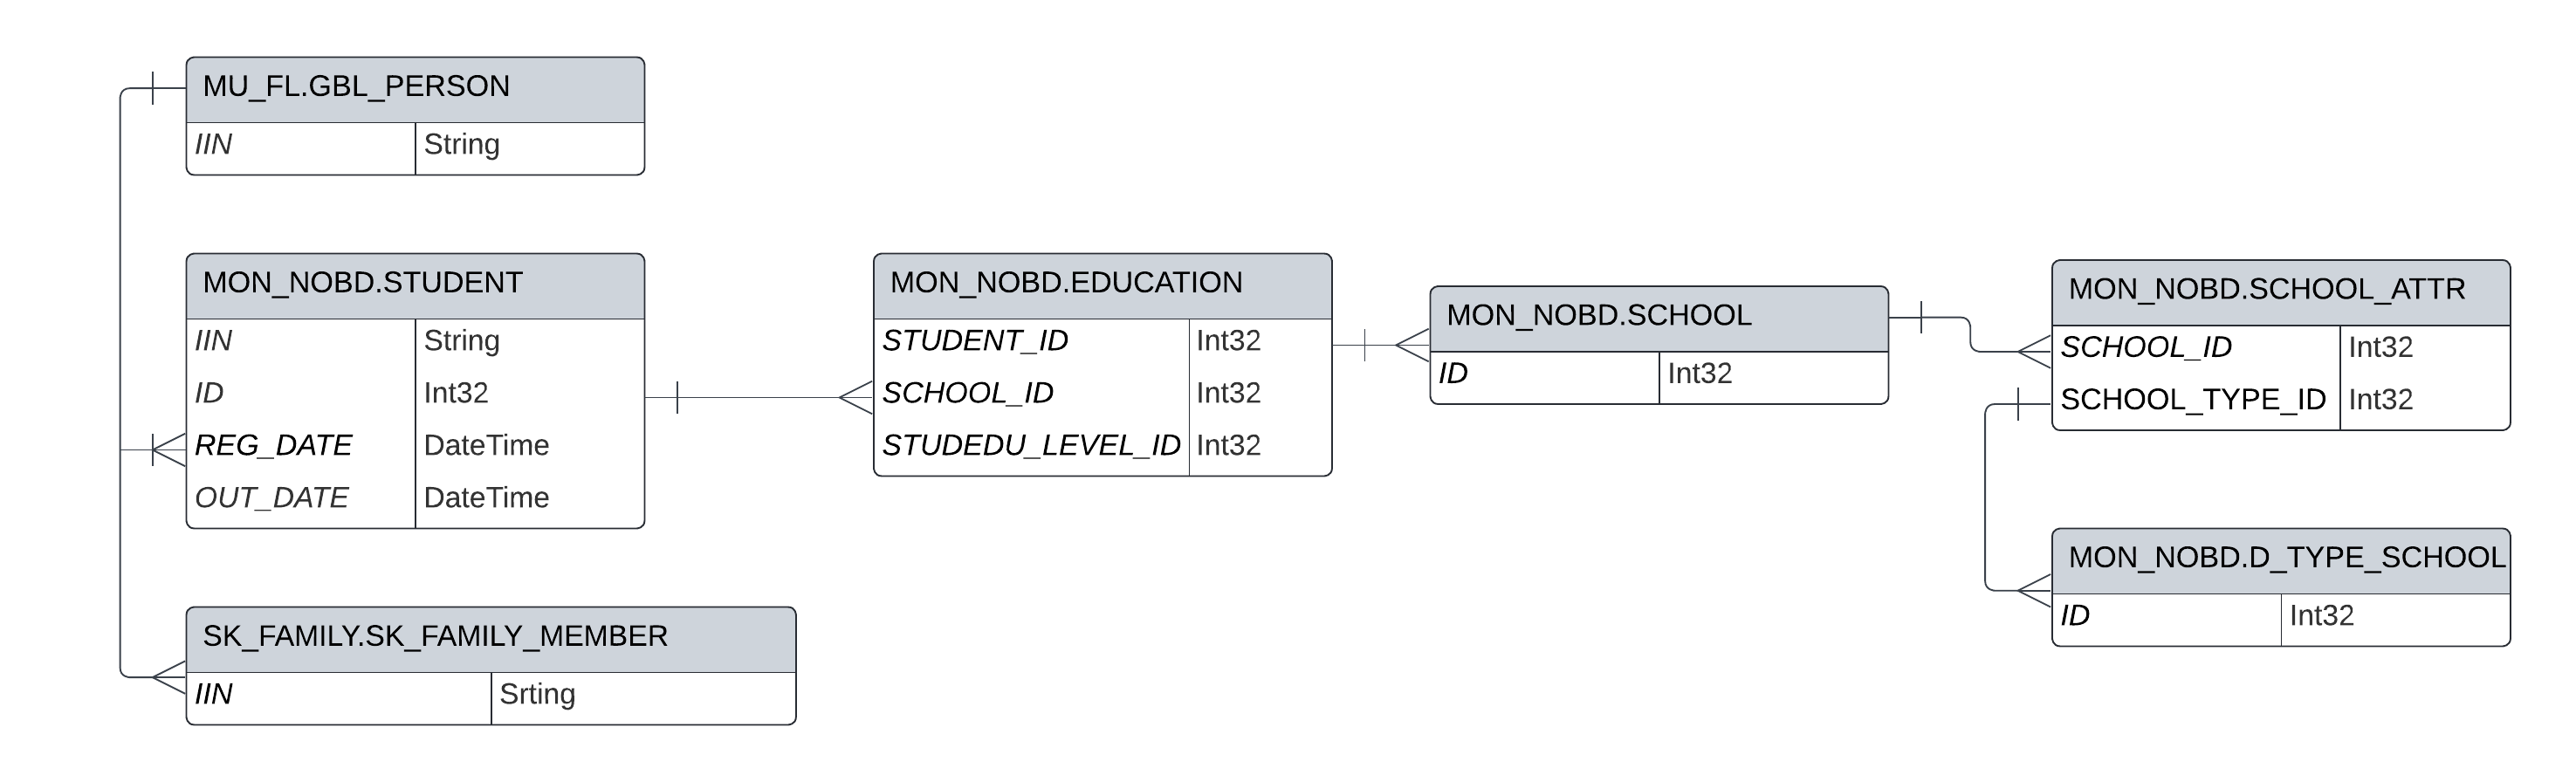 MU_FL.GBL_PERSON
IIN String
MON_NOBD.STUDENT
IIN String
ID Int32
REG_DATE DateTime
OUT_DATE DateTime
SK_FAMILY.SK_FAMILY_MEMBER
IIN Srting
MON_NOBD.EDUCATION
STUDENT_ID Int32
SCHOOL_ID Int32
STUDEDU_LEVEL_ID Int32
MON_NOBD.SCHOOL
ID Int32
MON_NOBD.SCHOOL_ATTR
SCHOOL_ID Int32
SCHOOL_TYPE_ID Int32
MON_NOBD.D_TYPE_SCHOOL
ID Int32